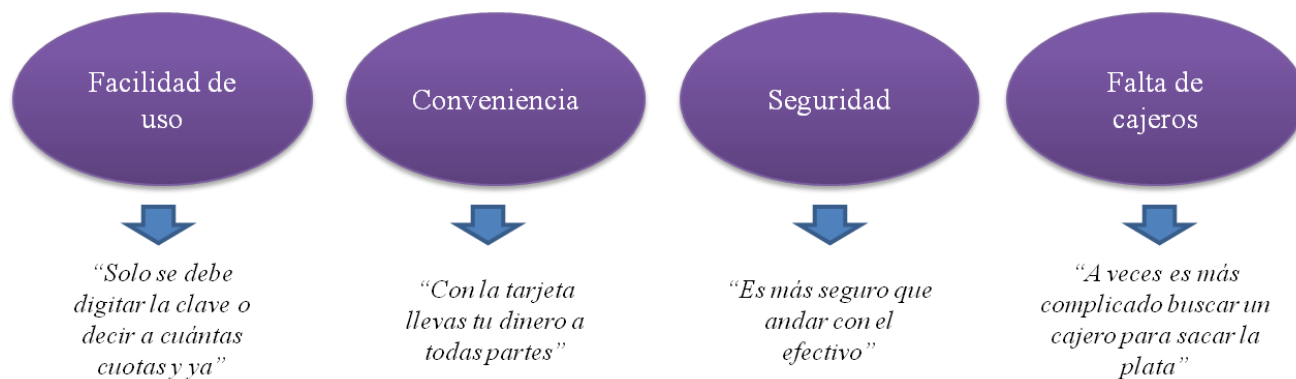 Facilidad de
uso
Conveniencia
Seguridad
Falta de
cajeros
“Solo se debe
digitar la clave o
decir a cuántas
cuotas y ya”
“Con la tarjeta
llevas tu dinero a
todas partes”
“Es más seguro que
andar con el
efectivo”
“A veces es más
complicado buscar un
cajero para sacar la
plata”